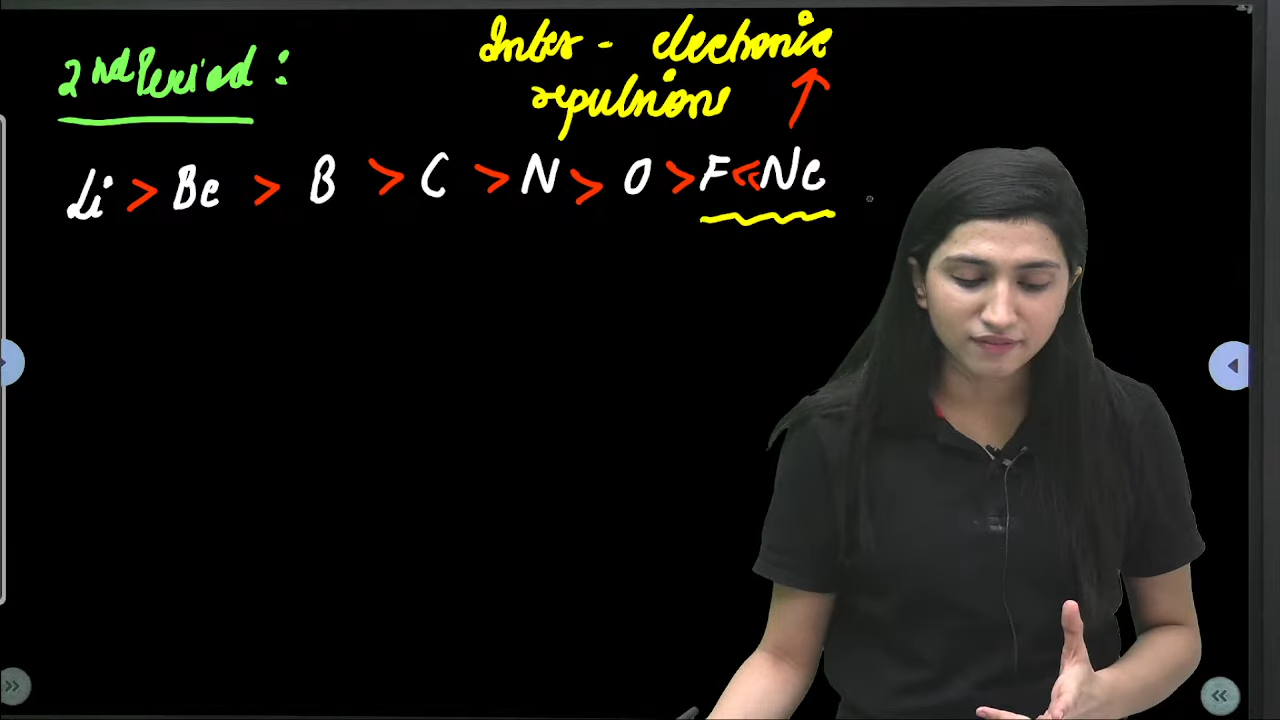 2nd Period :
Inter - electronic
repulsions
Li > Be > B > C > N > O > F << Ne